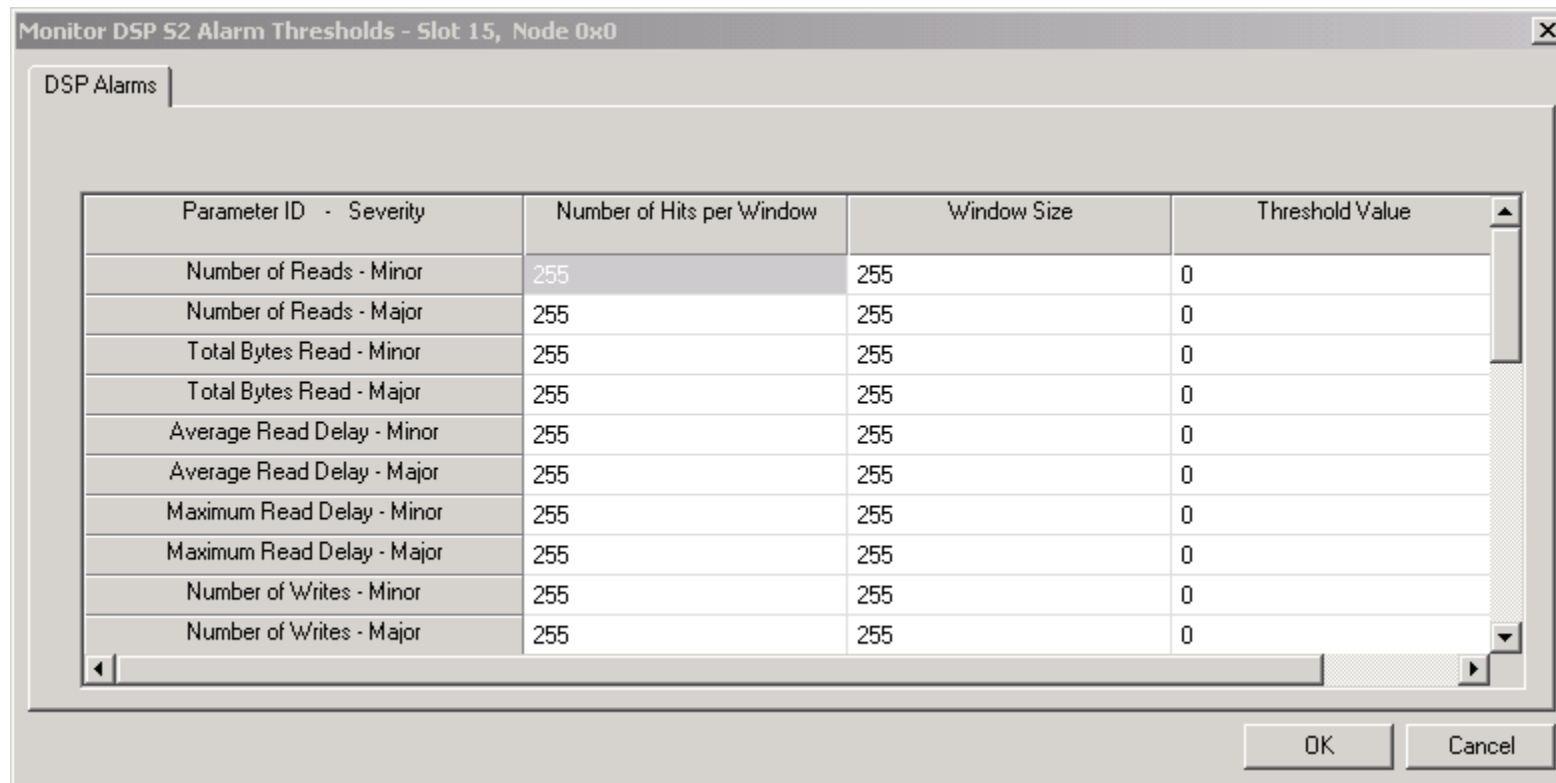 Monitor DSP S2 Alarm Thresholds - Slot 15, Node 0x0
DSP Alarms
Parameter ID - Severity Number of Hits per Window Window Size Threshold Value
Number of Reads - Minor 255 255 0
Number of Reads - Major 255 255 0
Total Bytes Read - Minor 255 255 0
Total Bytes Read - Major 255 255 0
Average Read Delay - Minor 255 255 0
Average Read Delay - Major 255 255 0
Maximum Read Delay - Minor 255 255 0
Maximum Read Delay - Major 255 255 0
Number of Writes - Minor 255 255 0
Number of Writes - Major 255 255 0
OK Cancel